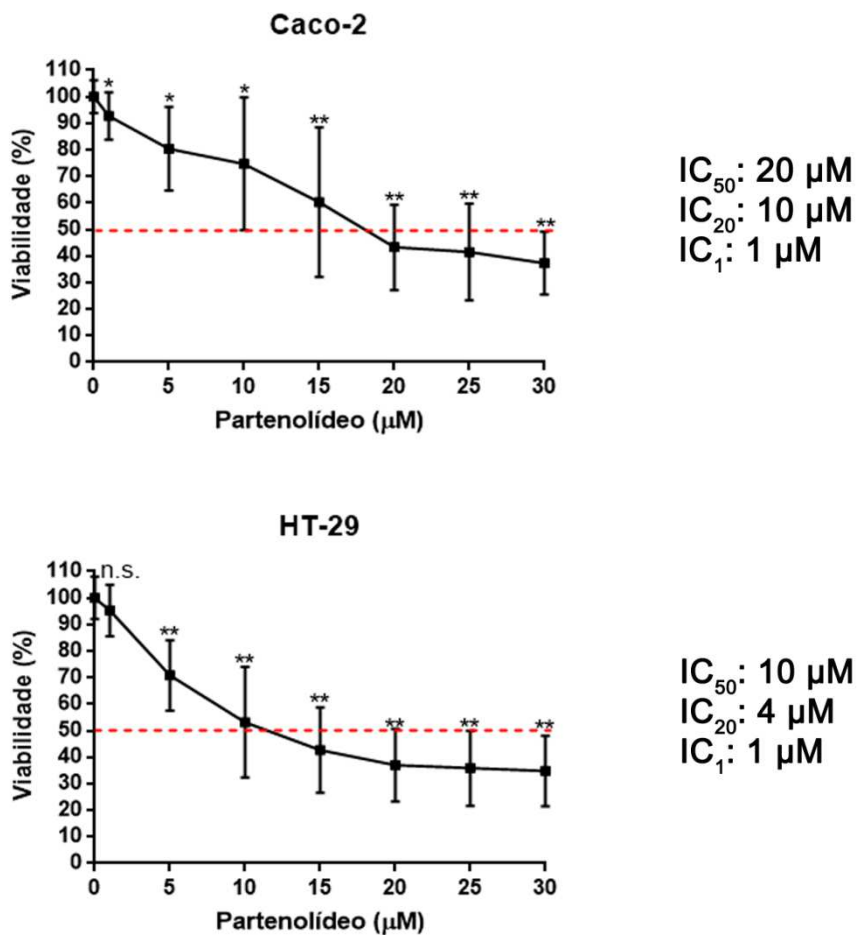 Caco-2
110
100
90
80
70
60
50
40
30
20
10
0
Viabilidade (%)
*
*
*
**
**
**
**
0 5 10 15 20 25 30
Partenolídeo (μM)
IC₅₀: 20 μM
IC₂₀: 10 μM
IC₁: 1 μM
HT-29
110
100
90
80
70
60
50
40
30
20
10
0
Viabilidade (%)
n.s.
**
**
**
**
**
**
0 5 10 15 20 25 30
Partenolídeo (μM)
IC₅₀: 10 μM
IC₂₀: 4 μM
IC₁: 1 μM